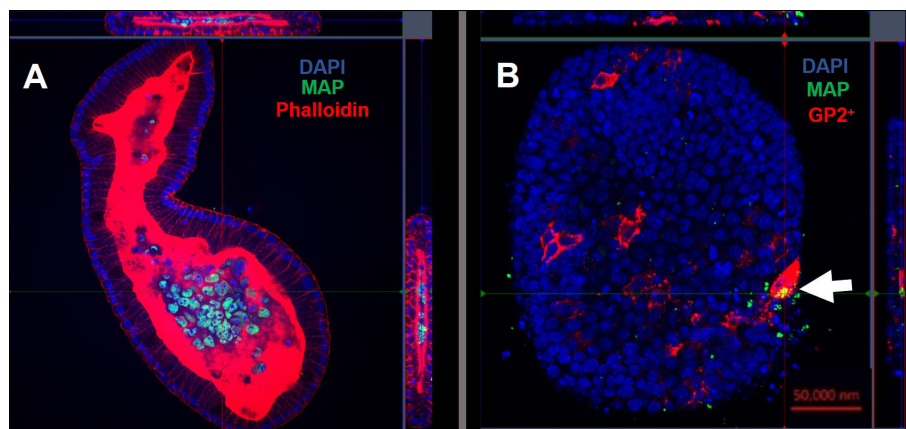 A
DAPI
MAP
Phalloidin
B
DAPI
MAP
GP2⁺
50,000 nm